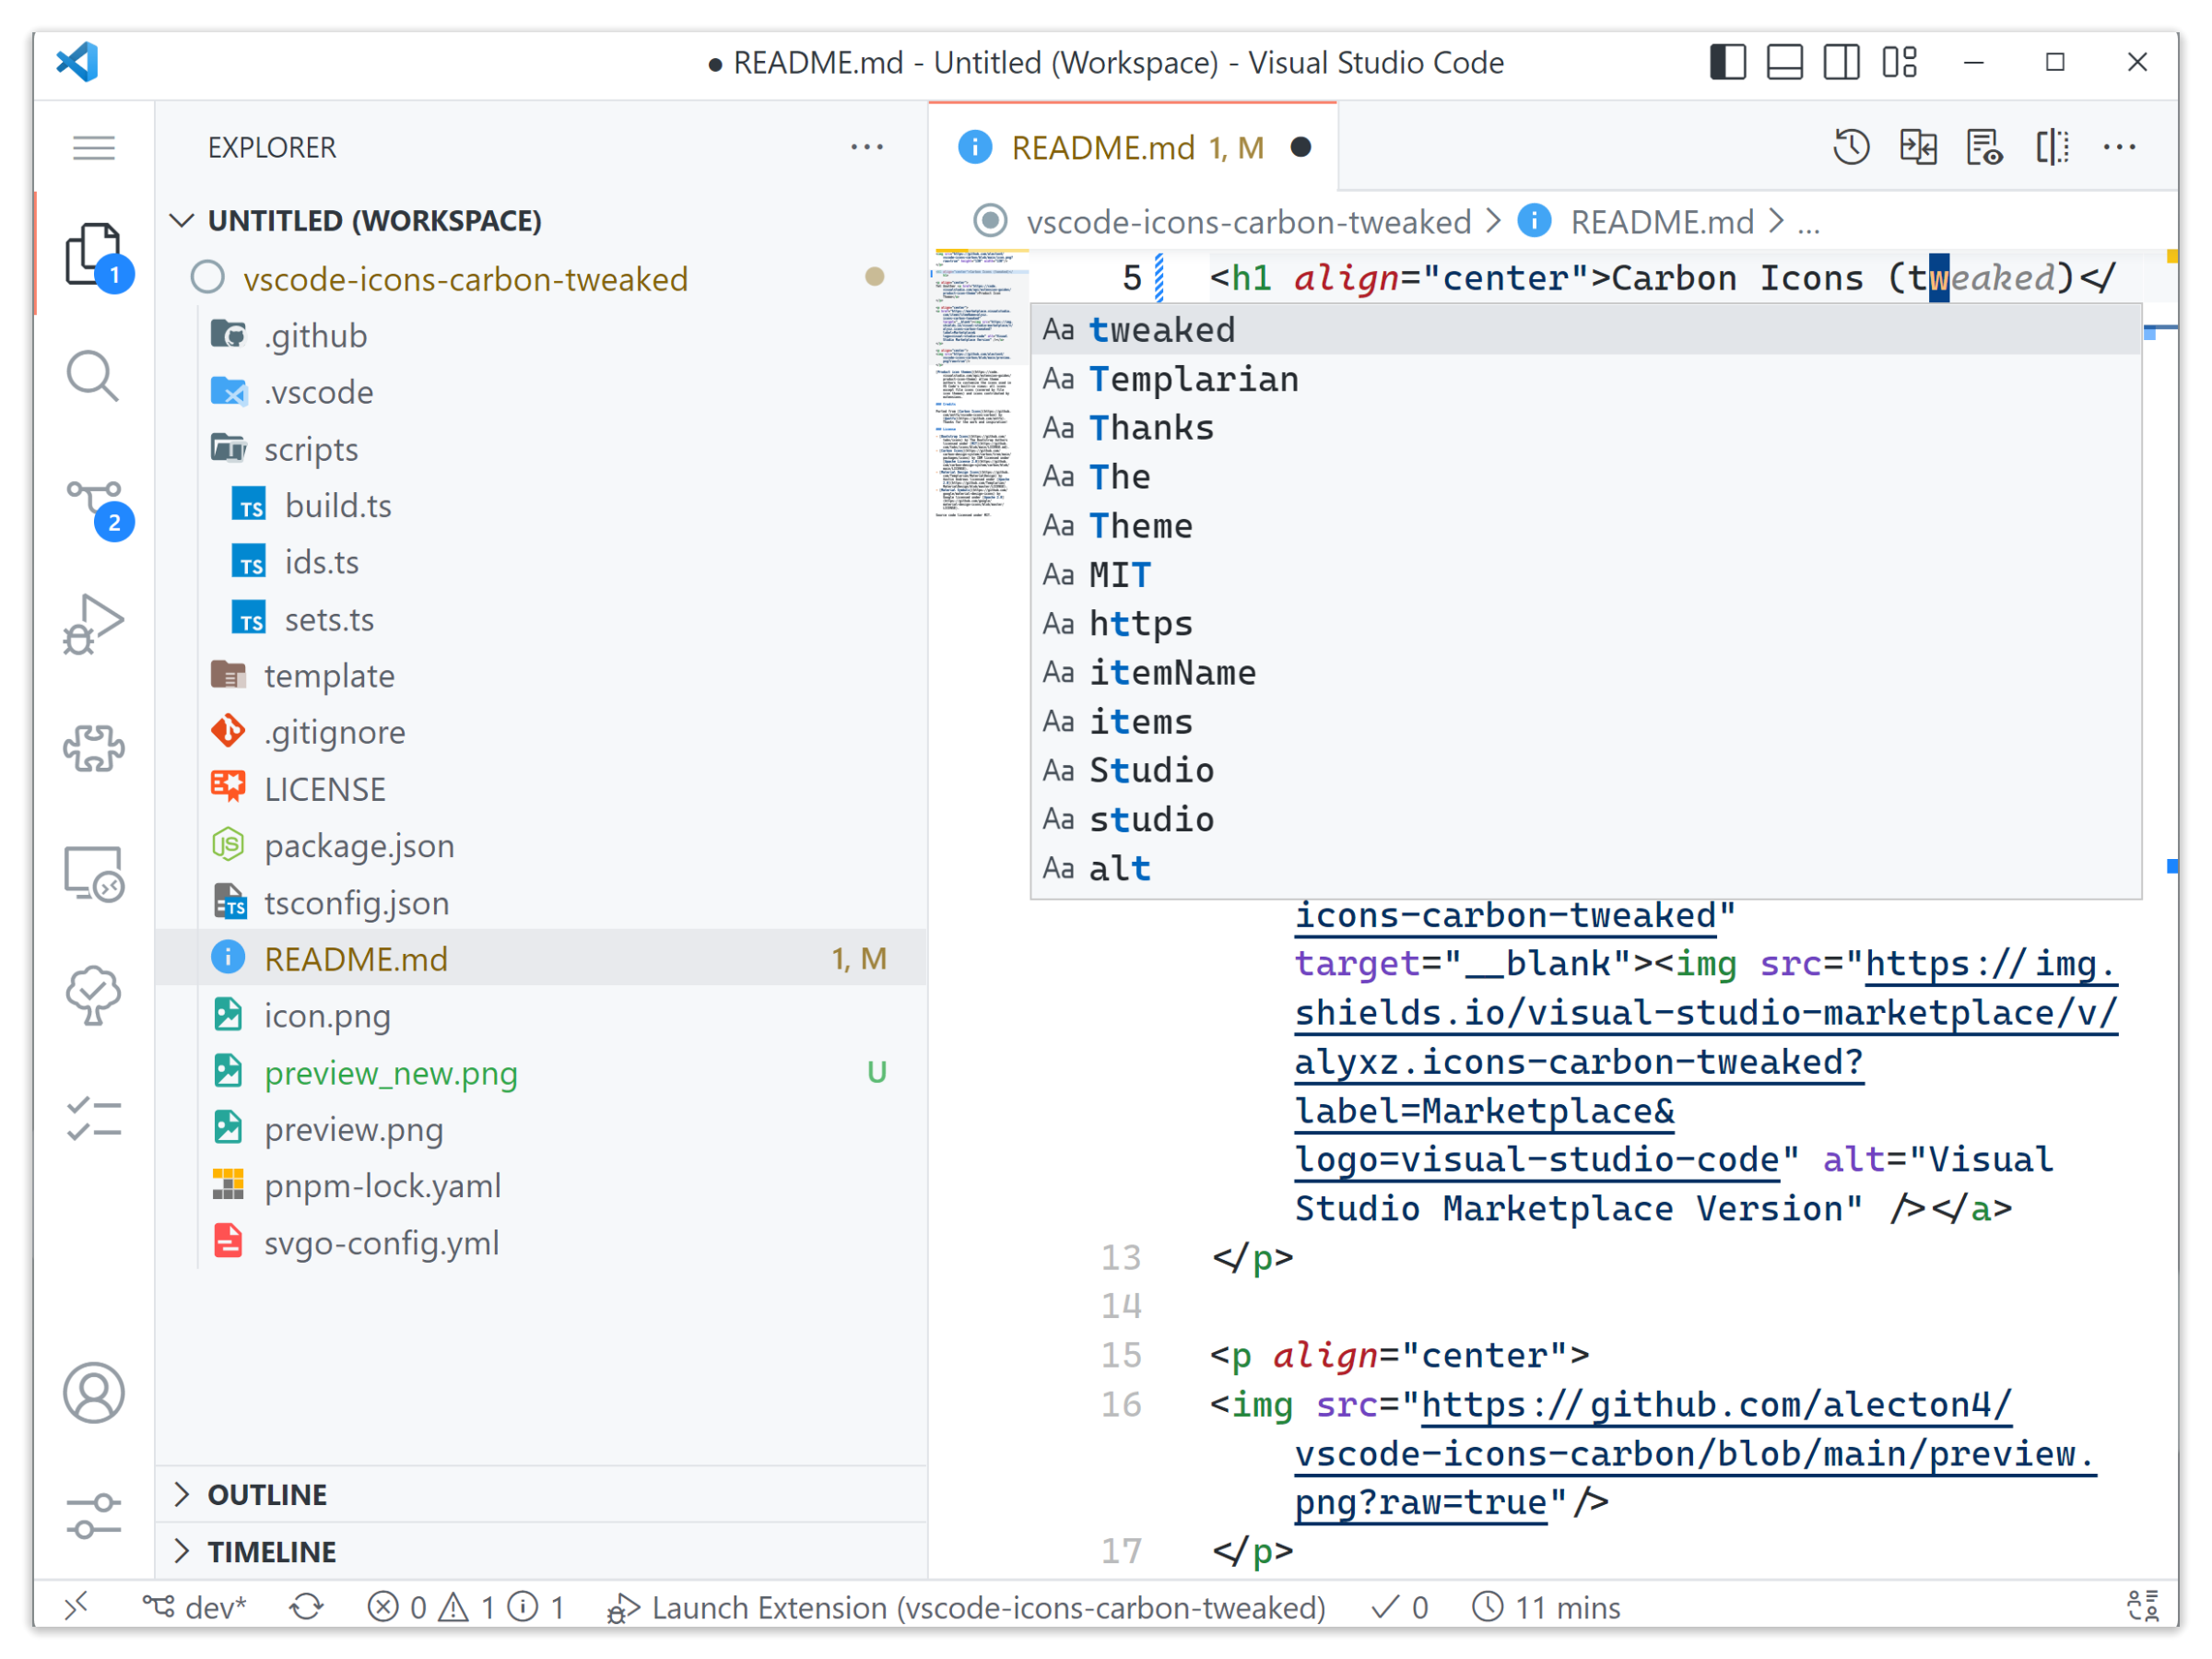 ● README.md - Untitled (Workspace) - Visual Studio Code
EXPLORER
UNTITLED (WORKSPACE)
vscode-icons-carbon-tweaked
.github
.vscode
scripts
TS build.ts
TS ids.ts
TS sets.ts
template
.gitignore
LICENSE
JS package.json
TS tsconfig.json
README.md 1, M
icon.png
preview_new.png U
preview.png
pnpm-lock.yaml
svgo-config.yml
OUTLINE
TIMELINE
1
2
README.md 1, M ●
vscode-icons-carbon-tweaked > README.md > ...
5 <h1 align="center">Carbon Icons (tweaked)</
Aa tweaked
Aa Templarian
Aa Thanks
Aa The
Aa Theme
Aa MIT
Aa https
Aa itemName
Aa items
Aa Studio
Aa studio
Aa alt
icons-carbon-tweaked"
target="__blank"><img src="https://img.
shields.io/visual-studio-marketplace/v/
alyxz.icons-carbon-tweaked?
label=Marketplace&
logo=visual-studio-code" alt="Visual
Studio Marketplace Version" /></a>
13 </p>
14
15 <p align="center">
16 <img src="https://github.com/alecton4/
vscode-icons-carbon/blob/main/preview.
png?raw=true"/>
17 </p>
dev* 0 1 1 Launch Extension (vscode-icons-carbon-tweaked) 0 11 mins